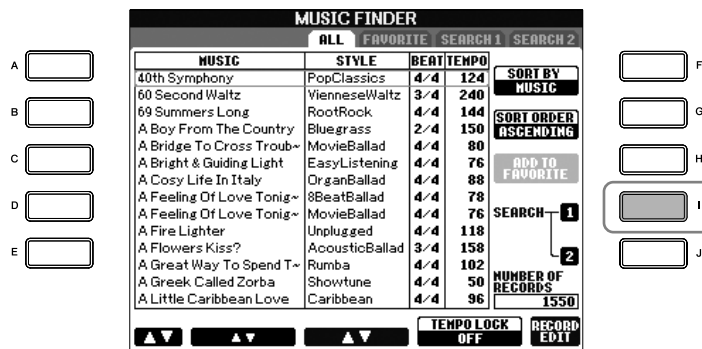 MUSIC FINDER
ALL FAVORITE SEARCH 1 SEARCH 2
MUSIC STYLE BEAT TEMPO
40th Symphony PopClassics 4/4 124
60 Second Waltz VienneseWaltz 3/4 240
69 Summers Long RootRock 4/4 144
A Boy From The Country Bluegrass 2/4 150
A Bridge To Cross Troub~ MovieBallad 4/4 80
A Bright & Guiding Light EasyListening 4/4 76
A Cosy Life In Italy OrganBallad 4/4 88
A Feeling Of Love Tonig~ 8BeatBallad 4/4 78
A Feeling Of Love Tonig~ MovieBallad 4/4 76
A Fire Lighter Unplugged 4/4 118
A Flowers Kiss? AcousticBallad 3/4 158
A Great Way To Spend T~ Rumba 4/4 102
A Greek Called Zorba Showtune 4/4 50
A Little Caribbean Love Caribbean 4/4 96
SORT BY
MUSIC
SORT ORDER
ASCENDING
ADD TO
FAVORITE
SEARCH 1
2
NUMBER OF
RECORDS
1550
TEMPO LOCK
OFF
RECORD
EDIT
A
B
C
D
E
F
G
H
I
J